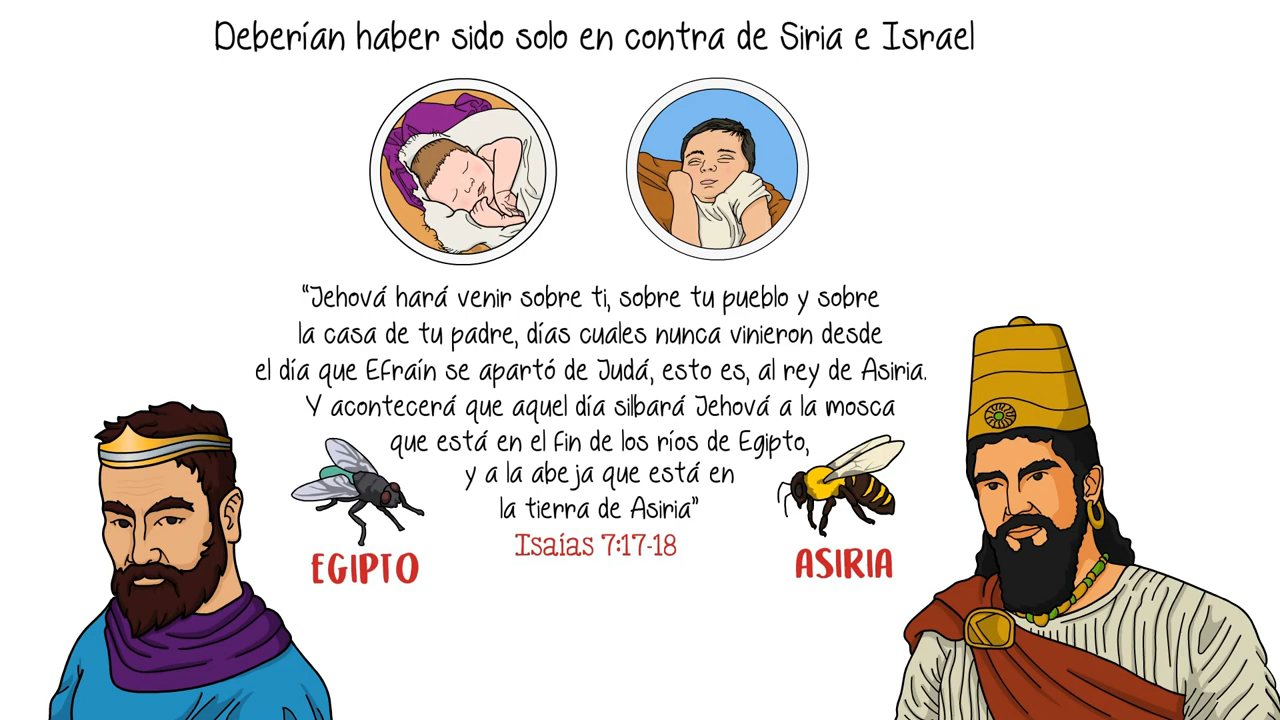 Deberían haber sido solo en contra de Siria e Israel
"Jehová hará venir sobre ti, sobre tu pueblo y sobre
la casa de tu padre, días cuales nunca vinieron desde
el día que Efraín se apartó de Judá, esto es, al rey de Asiria.
Y acontecerá que aquel día silbará Jehová a la mosca
que está en el fin de los ríos de Egipto,
y a la abeja que está en
la tierra de Asiria"
Isaías 7:17-18
EGIPTO
ASIRIA